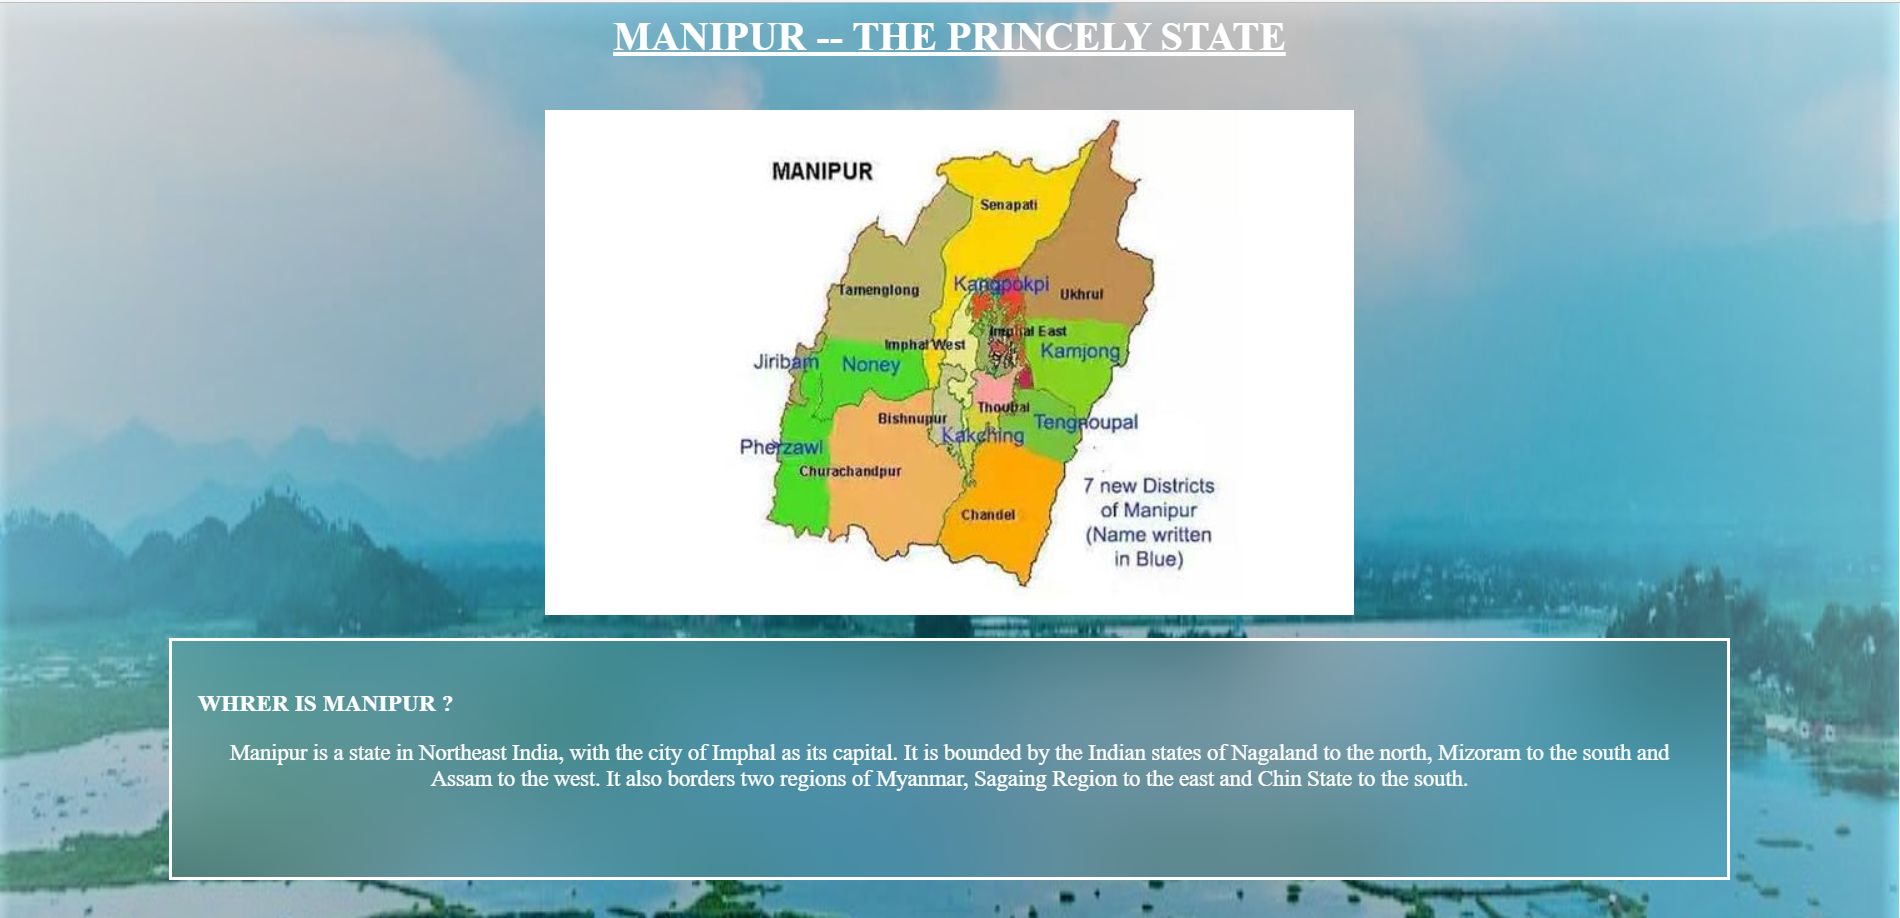 MANIPUR -- THE PRINCELY STATE
MANIPUR
Senapati
Kangpokpi
Tamenglong
Ukhrul
Imphal East
Imphal West
Kamjong
Jiribam
Noney
Thoubal
Bishnupur
Tengnoupal
Kakching
Pherzawl
Churachandpur
7 new Districts
of Manipur
Chandel
(Name written
in Blue)
WHRER IS MANIPUR ?
Manipur is a state in Northeast India, with the city of Imphal as its capital. It is bounded by the Indian states of Nagaland to the north, Mizoram to the south and
Assam to the west. It also borders two regions of Myanmar, Sagaing Region to the east and Chin State to the south.